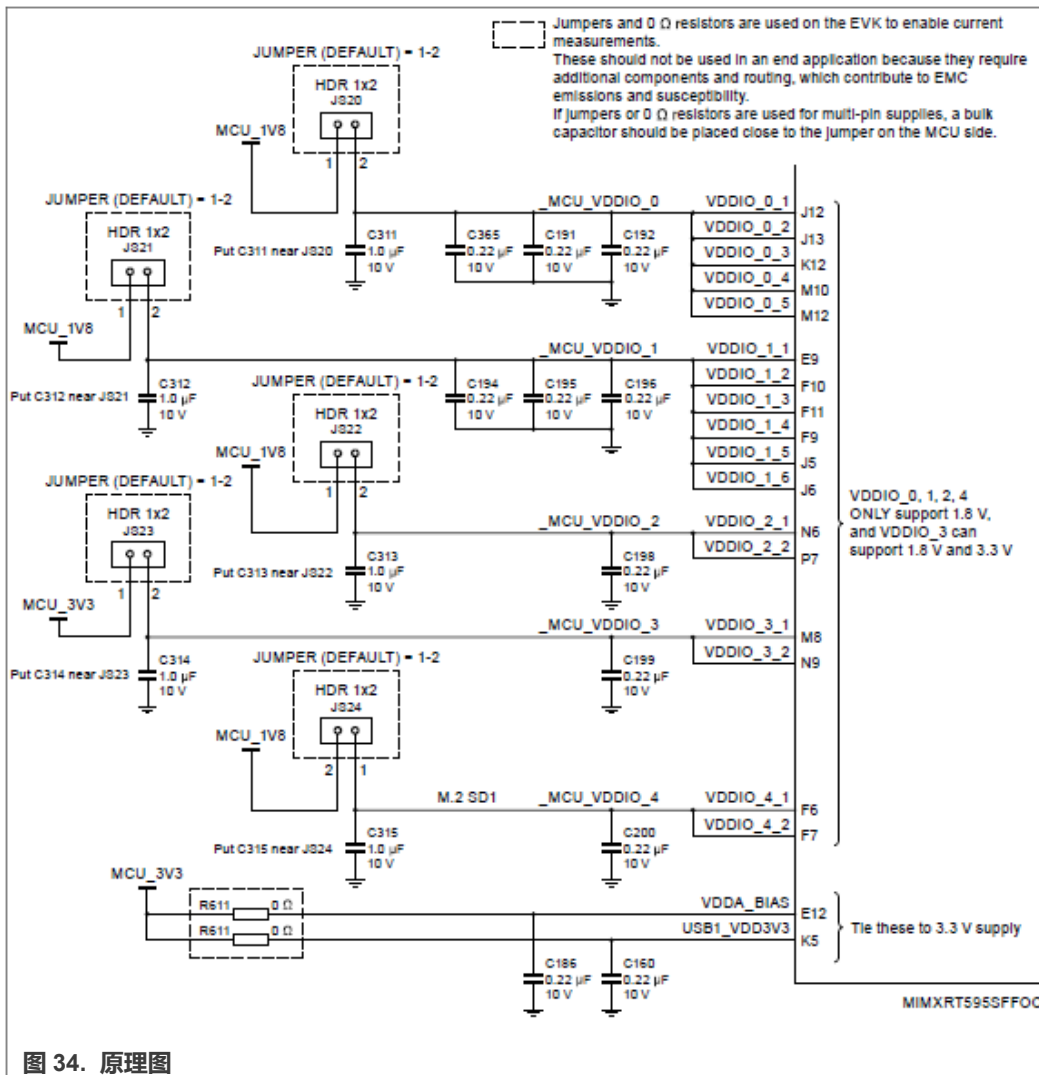 Jumpers and 0 Ω resistors are used on the EVK to enable current
measurements.
These should not be used in an end application because they require
additional components and routing, which contribute to EMC
emissions and susceptibility.
If jumpers or 0 Ω resistors are used for multi-pin supplies, a bulk
capacitor should be placed close to the jumper on the MCU side.
JUMPER (DEFAULT) = 1-2
HDR 1x2
JS20
MCU_1V8
1 2
JUMPER (DEFAULT) = 1-2
HDR 1x2
JS21
1 2
MCU_1V8
Put C311 near JS20
C311
1.0 µF
10 V
_MCU_VDDIO_0
C365
0.22 µF
10 V
C191
0.22 µF
10 V
C192
0.22 µF
10 V
VDDIO_0_1
J12
VDDIO_0_2
J13
VDDIO_0_3
K12
VDDIO_0_4
M10
VDDIO_0_5
M12
Put C312 near JS21
C312
1.0 µF
10 V
_MCU_VDDIO_1
C194
0.22 µF
10 V
C195
0.22 µF
10 V
C196
0.22 µF
10 V
VDDIO_1_1
E9
VDDIO_1_2
F10
VDDIO_1_3
F11
VDDIO_1_4
F9
VDDIO_1_5
J5
VDDIO_1_6
J6
JUMPER (DEFAULT) = 1-2
HDR 1x2
JS22
MCU_1V8
1 2
JUMPER (DEFAULT) = 1-2
HDR 1x2
JS23
1 2
MCU_3V3
Put C313 near JS22
C313
1.0 µF
10 V
_MCU_VDDIO_2
C198
0.22 µF
10 V
VDDIO_2_1
N6
VDDIO_2_2
P7
VDDIO_0, 1, 2, 4
ONLY support 1.8 V,
and VDDIO_3 can
support 1.8 V and 3.3 V
Put C314 near JS23
C314
1.0 µF
10 V
_MCU_VDDIO_3
C199
0.22 µF
10 V
VDDIO_3_1
M8
VDDIO_3_2
N9
JUMPER (DEFAULT) = 1-2
HDR 1x2
JS24
MCU_1V8
2 1
Put C315 near JS24
C315
1.0 µF
10 V
M.2 SD1
_MCU_VDDIO_4
C200
0.22 µF
10 V
VDDIO_4_1
F6
VDDIO_4_2
F7
MCU_3V3
R611 0 Ω
R611 0 Ω
VDDA_BIAS
E12
USB1_VDD3V3
K5
Tie these to 3.3 V supply
C186
0.22 µF
10 V
C160
0.22 µF
10 V
MIMXRT595SFFOC
图 34. 原理图